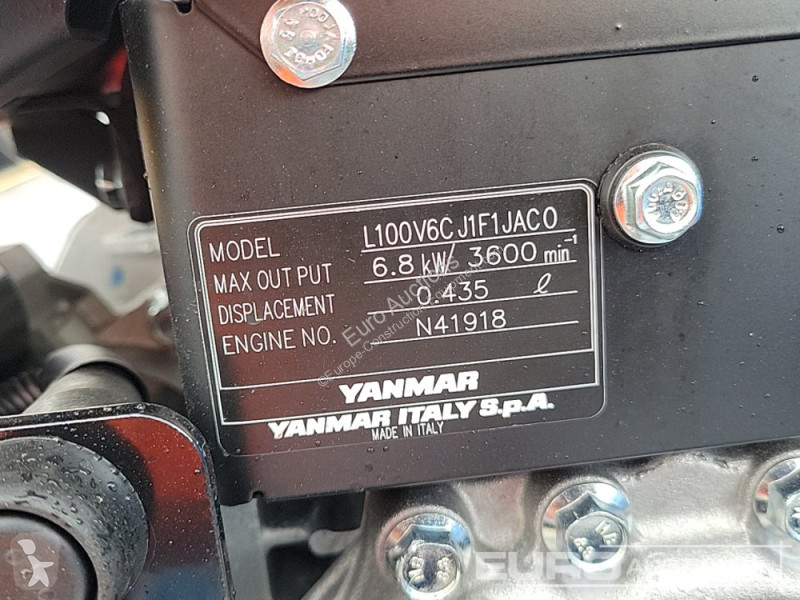 MODEL L100V6CJ1F1JAC0
MAX OUT PUT 6.8 kW/ 3600 min-1
DISPLACEMENT 0.435 ℓ
ENGINE NO. N41918
YANMAR
YANMAR ITALY S.p.A.
MADE IN ITALY
Euro Auctions
EURO